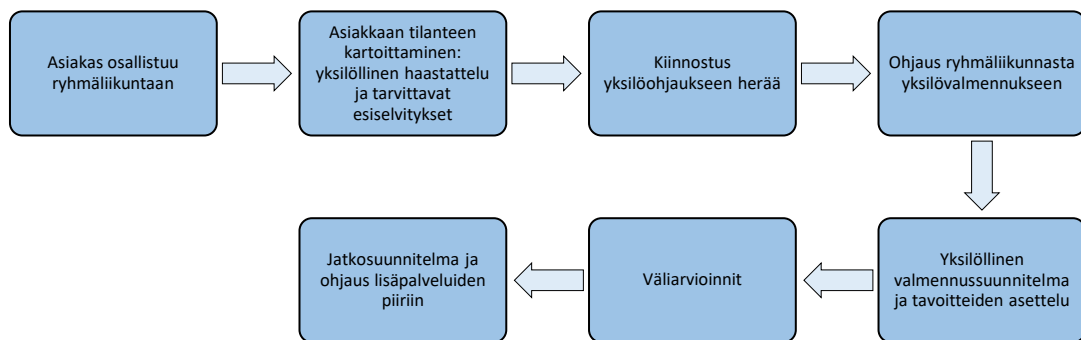 Asiakas osallistuu
ryhmäliikuntaan
Asiakkaan tilanteen
kartoittaminen:
yksilöllinen haastattelu
ja tarvittavat
esiselvitykset
Kiinnostus
yksilöohjaukseen herää
Ohjaus ryhmäliikunnasta
yksilövalmennukseen
Yksilöllinen
valmennussuunnitelma
ja tavoitteiden asettelu
Väliarvioinnit
Jatkosuunnitelma ja
ohjaus lisäpalveluiden
piiriin